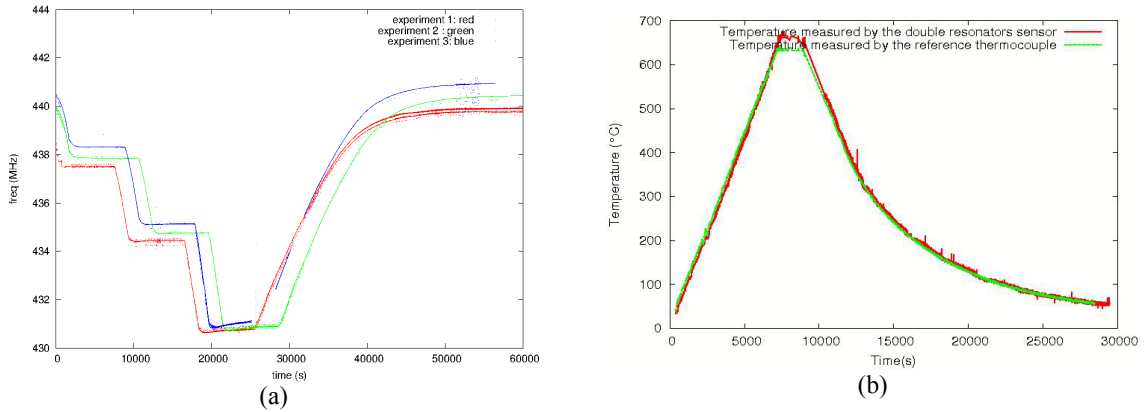 444
442
440
438
436
434
432
430
freq (MHz)
experiment 1: red
experiment 2 : green
experiment 3: blue
0
10000
20000
30000
40000
50000
60000
time (s)
(a)
700
600
500
400
300
200
100
0
Temperature (°C)
Temperature measured by the double resonators sensor
Temperature measured by the reference thermocouple
0
5000
10000
15000
20000
25000
30000
Time(s)
(b)